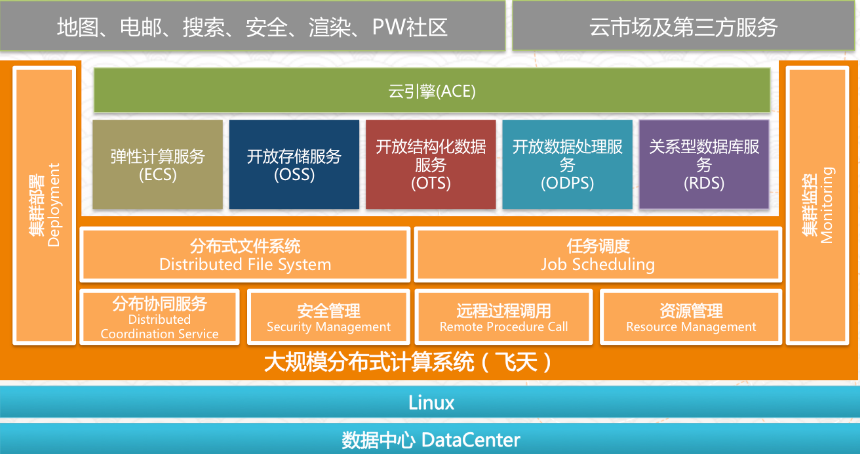 地图、电邮、搜索、安全、渲染、PW社区
云市场及第三方服务
集群部署
Deployment
云引擎(ACE)
弹性计算服务
(ECS)
开放存储服务
(OSS)
开放结构化数据
服务
(OTS)
开放数据处理服
务
(ODPS)
关系型数据库服
务
(RDS)
集群监控
Monitoring
分布式文件系统
Distributed File System
任务调度
Job Scheduling
分布协同服务
Distributed
Coordination Service
安全管理
Security Management
远程过程调用
Remote Procedure Call
资源管理
Resource Management
大规模分布式计算系统（飞天）
Linux
数据中心 DataCenter